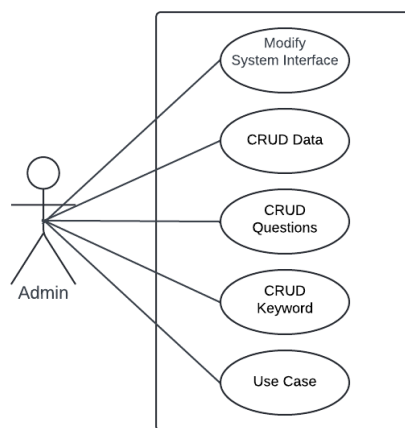 Modify
System Interface
CRUD Data
CRUD
Questions
CRUD
Keyword
Use Case
Admin